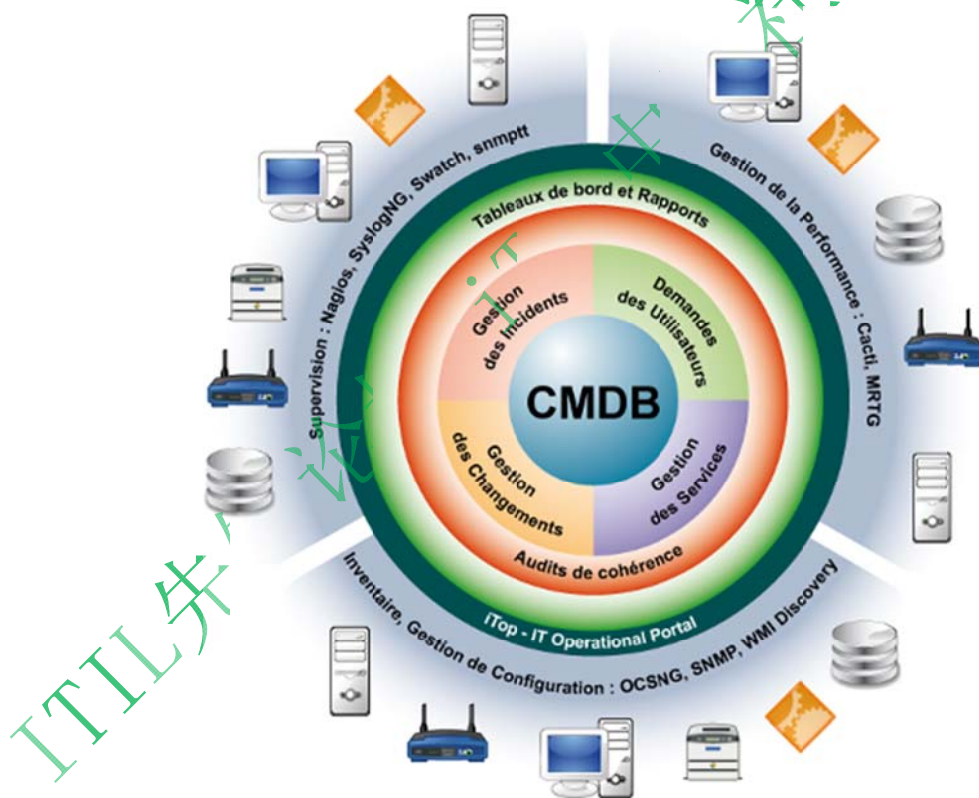 Supervision : Nagios, SyslogNG, Swatch, snmptt
Gestion de la Performance : Cacti, MRTG
Tableaux de bord et Rapports
Gestion
des Incidents
Demandes
des Utilisateurs
CMDB
Gestion
des Changements
Gestion
des Services
Audits de cohérence
iTop - IT Operational Portal
Inventaire, Gestion de Configuration : OCSNG, SNMP, WMI Discovery
ITIL先